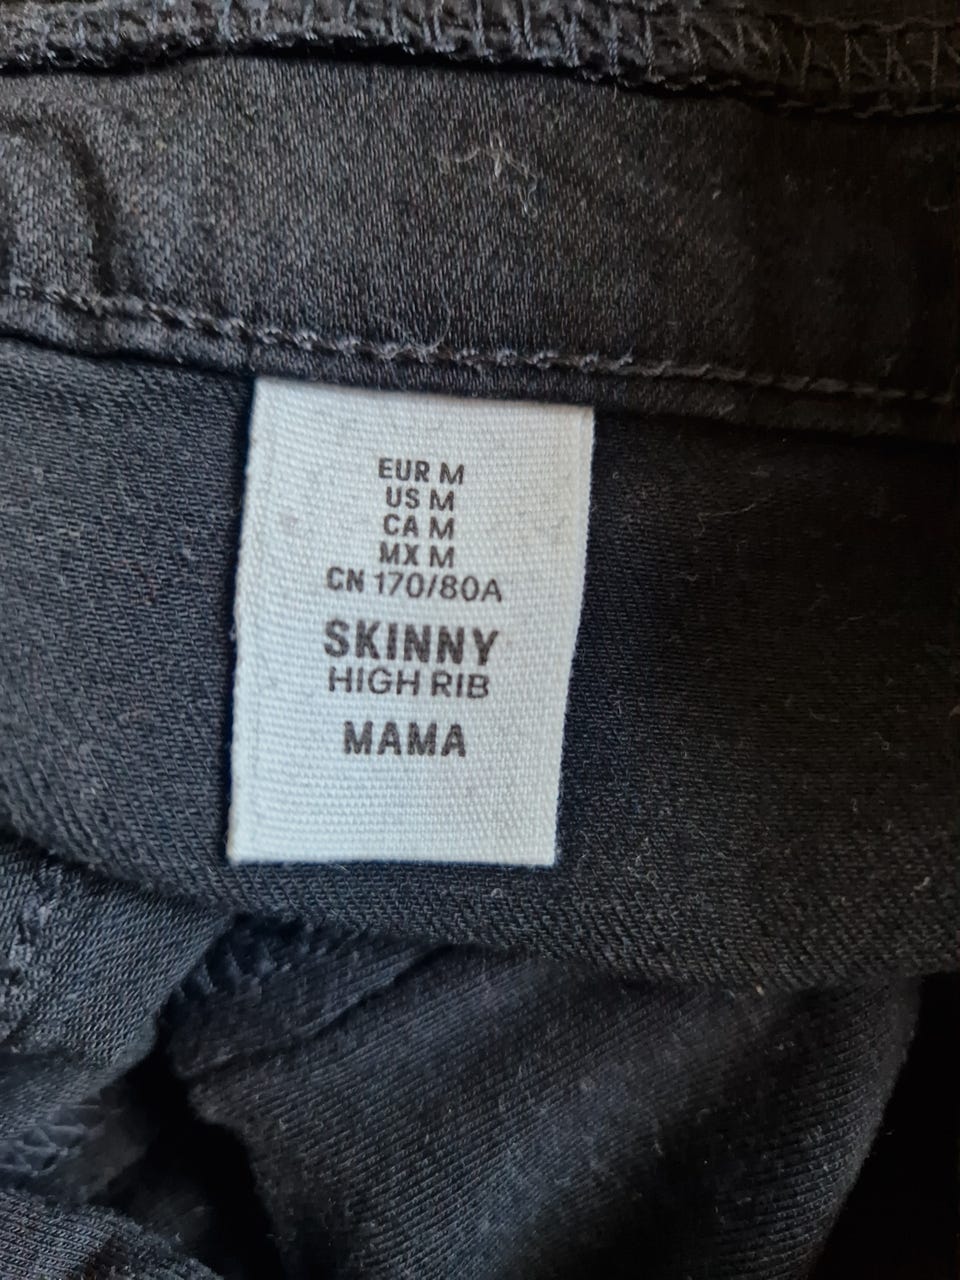 EUR M
US M
CA M
MX M
CN 170/80A
SKINNY
HIGH RIB
MAMA